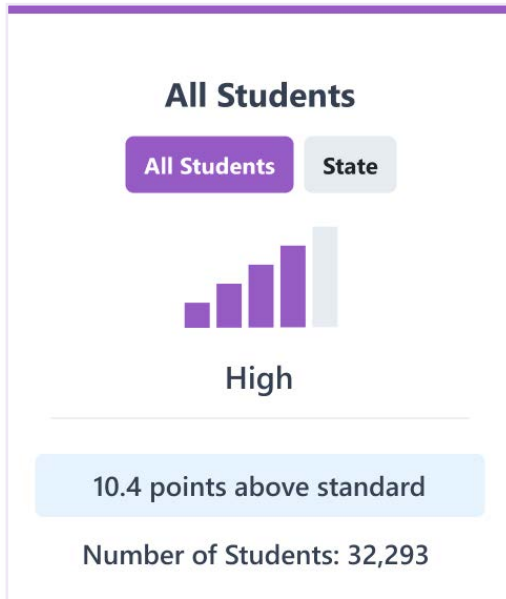 All Students
All Students State
High
10.4 points above standard
Number of Students: 32,293